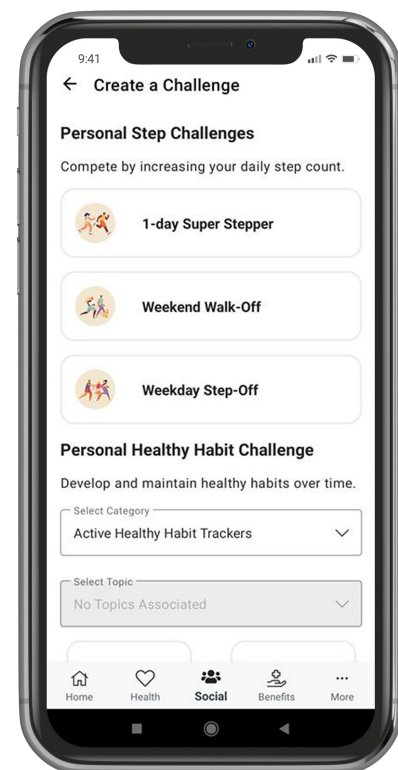 9:41
Create a Challenge
Personal Step Challenges
Compete by increasing your daily step count.
1-day Super Stepper
Weekend Walk-Off
Weekday Step-Off
Personal Healthy Habit Challenge
Develop and maintain healthy habits over time.
Select Category
Active Healthy Habit Trackers
Select Topic
No Topics Associated
Home Health Social Benefits More